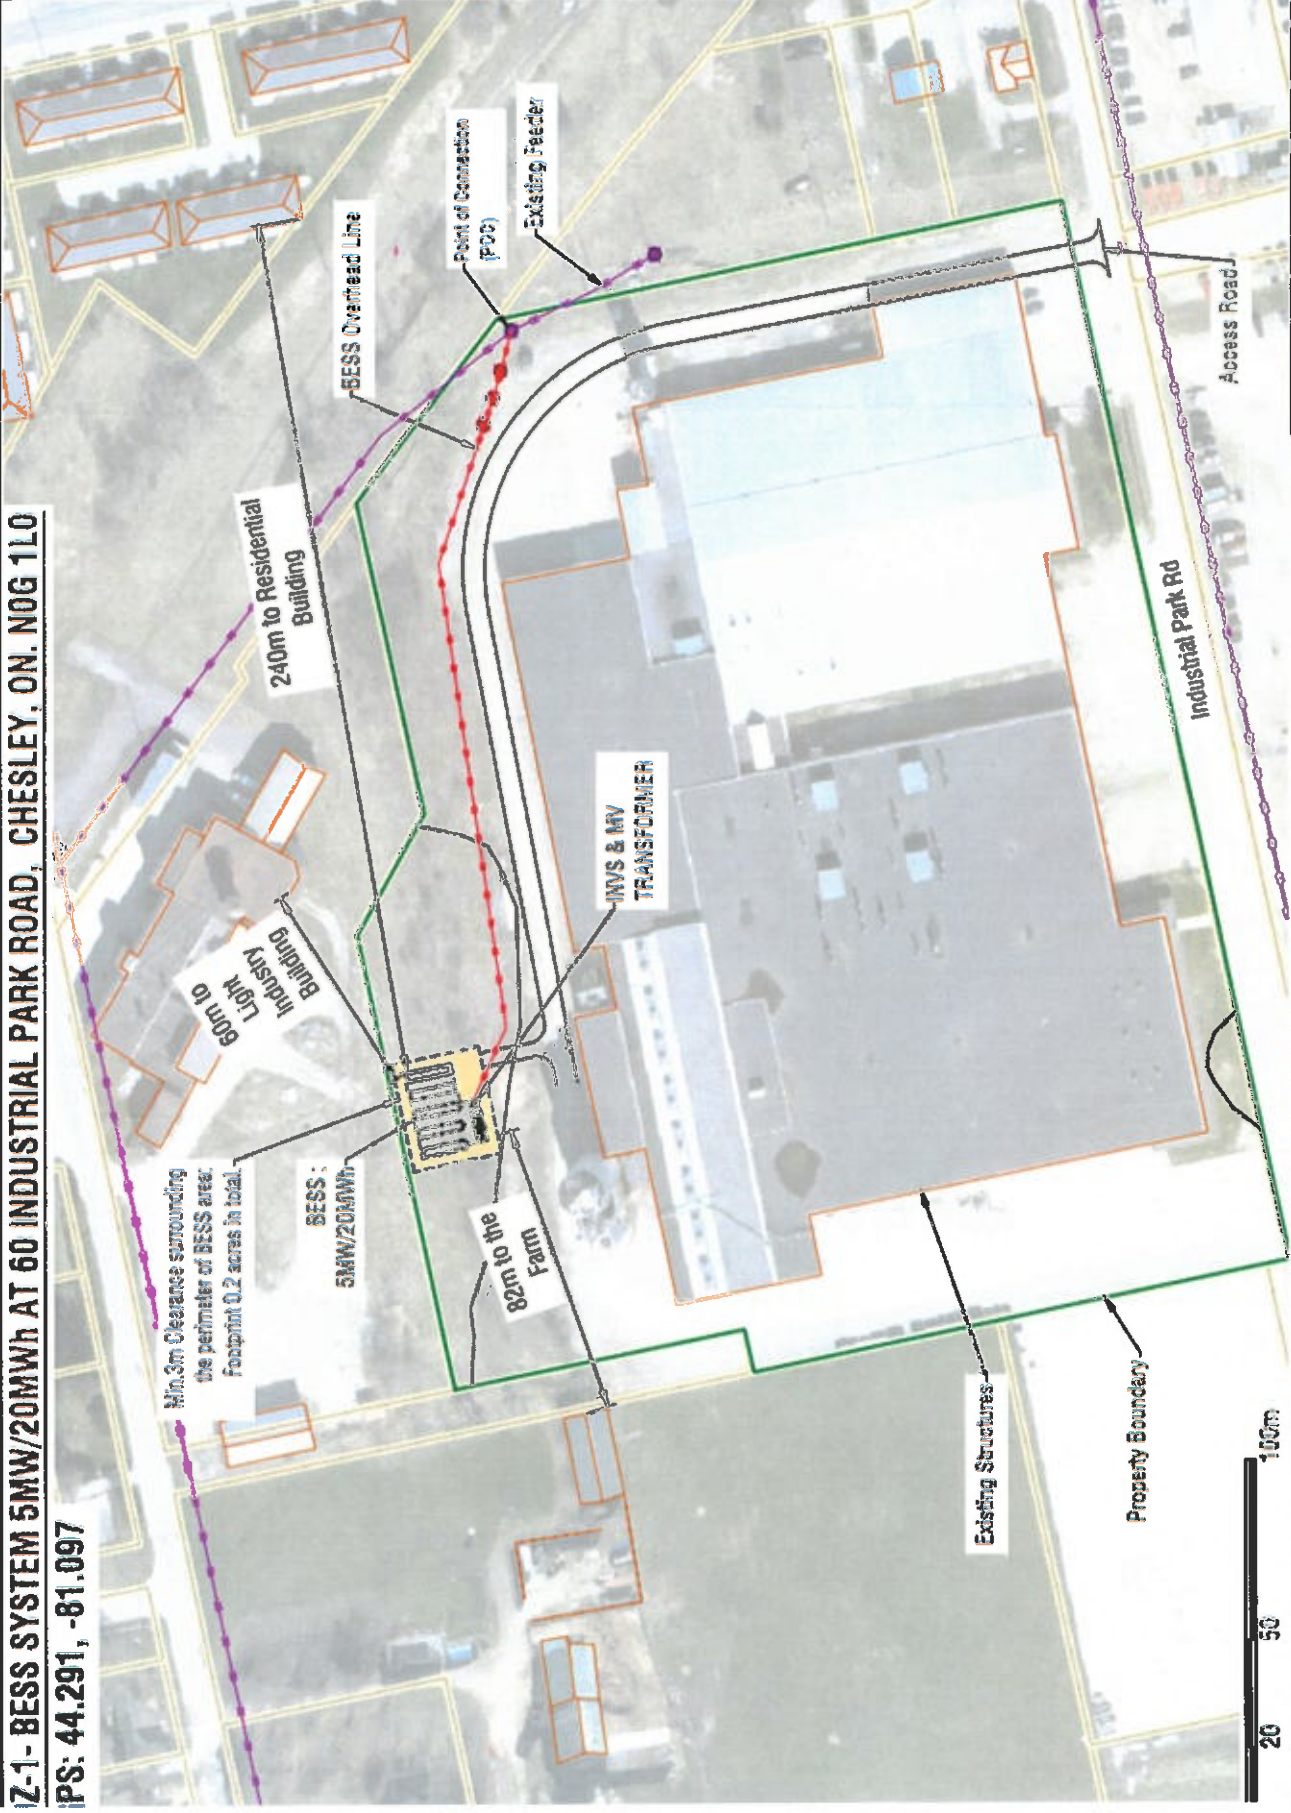 Z-1- BESS SYSTEM 5MW/20MWh AT 60 INDUSTRIAL PARK ROAD, CHESLEY, ON. N0G 1L0
PS: 44.291, -81.097
Min.3m Clearance surrounding
the perimeter of BESS area:
Footprint 0.2 acres in total.
BESS:
5MW/20MWh
60m to
Light
Industry
Building
240m to Residential
Building
BESS Overhead Line
Point of Connection
(POC)
Existing Feeder
82m to the
Farm
INVS & MV
TRANSFORMER
Existing Structures
Property Boundary
Industrial Park Rd
Access Road
20
50
100m